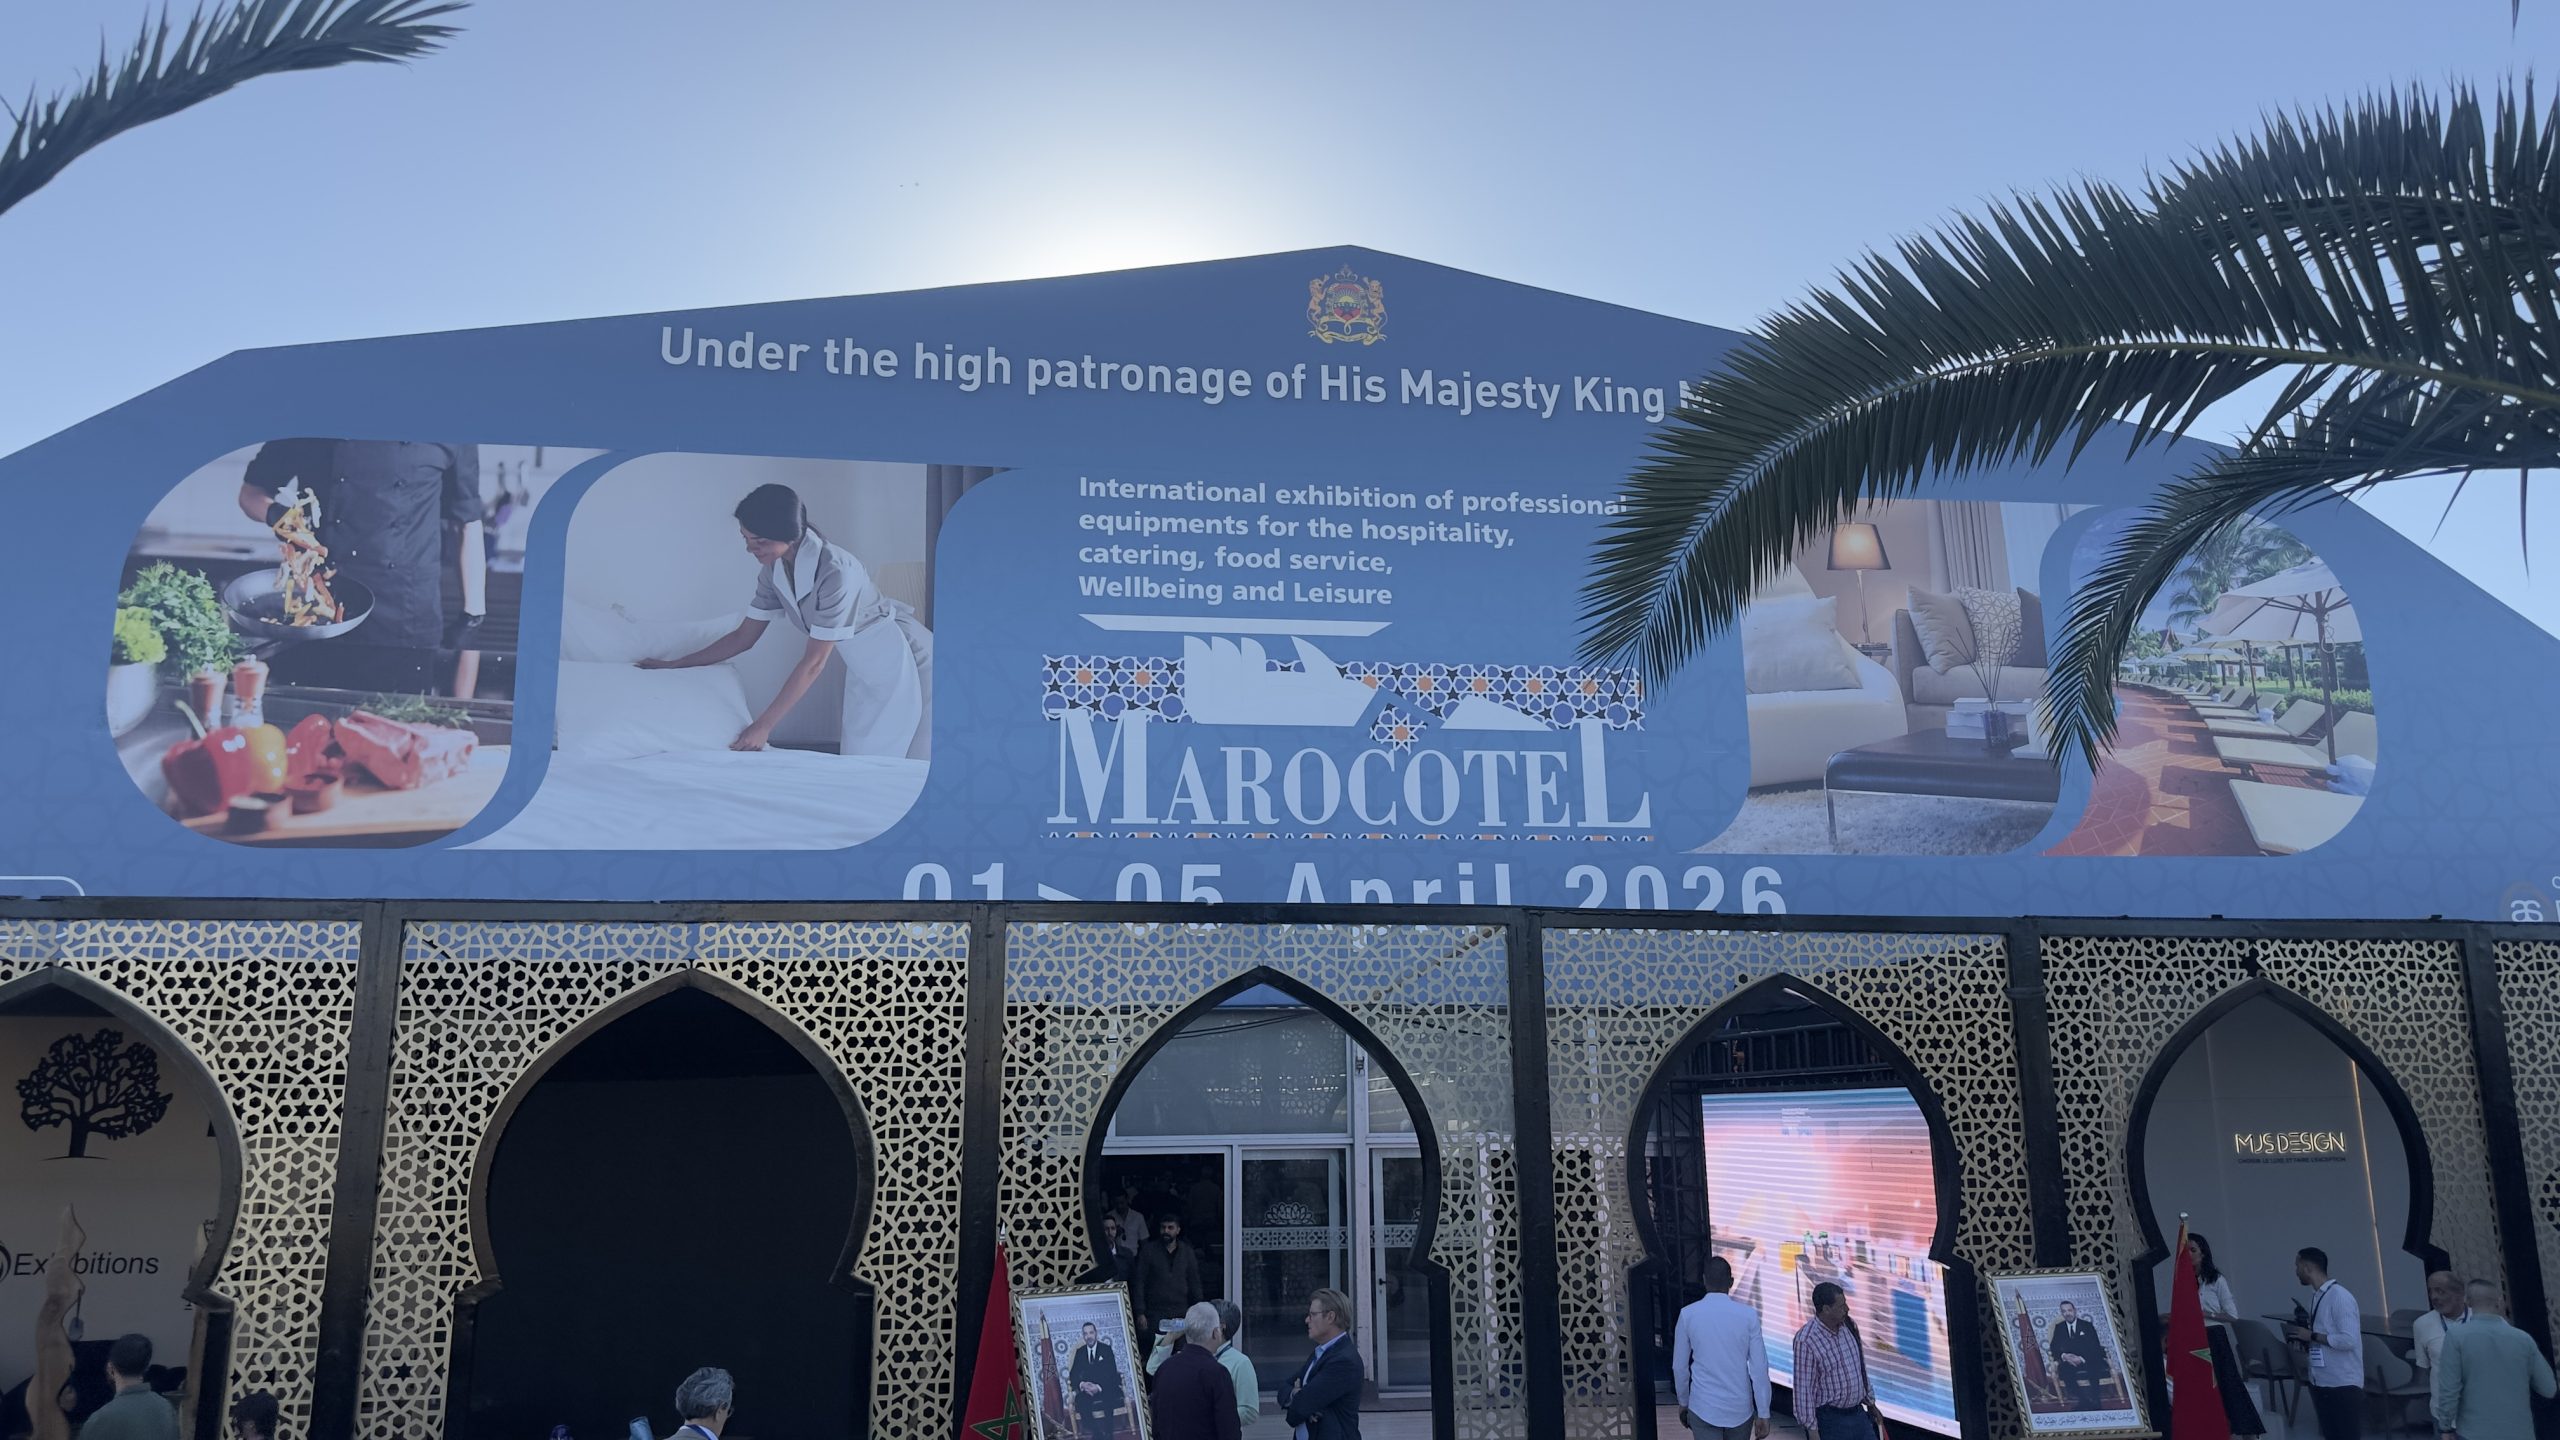 Under the high patronage of His Majesty King
International exhibition of professional
equipments for the hospitality,
catering, food service,
Wellbeing and Leisure
MAROCOTEL
01>05 April 2026
MJS DESIGN